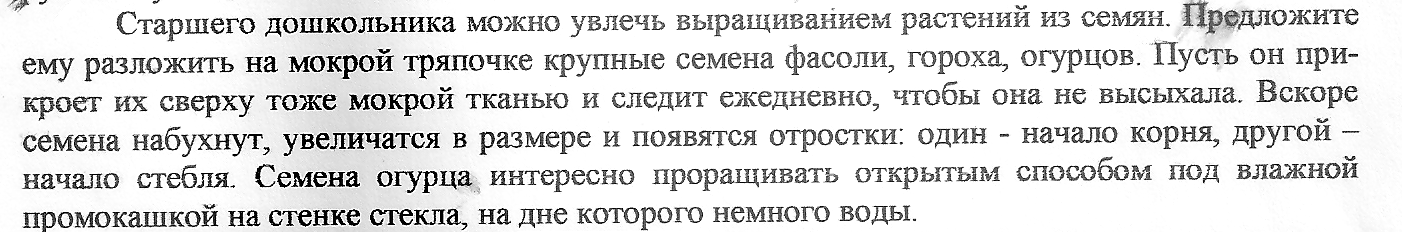 Старшего дошкольника можно увлечь выращиванием растений из семян. Предложите
ему разложить на мокрой тряпочке крупные семена фасоли, гороха, огурцов. Пусть он при-
кроет их сверху тоже мокрой тканью и следит ежедневно, чтобы она не высыхала. Вскоре
семена набухнут, увеличатся в размере и появятся отростки: один - начало корня, другой –
начало стебля. Семена огурца интересно проращивать открытым способом под влажной
промокашкой на стенке стекла, на дне которого немного воды.